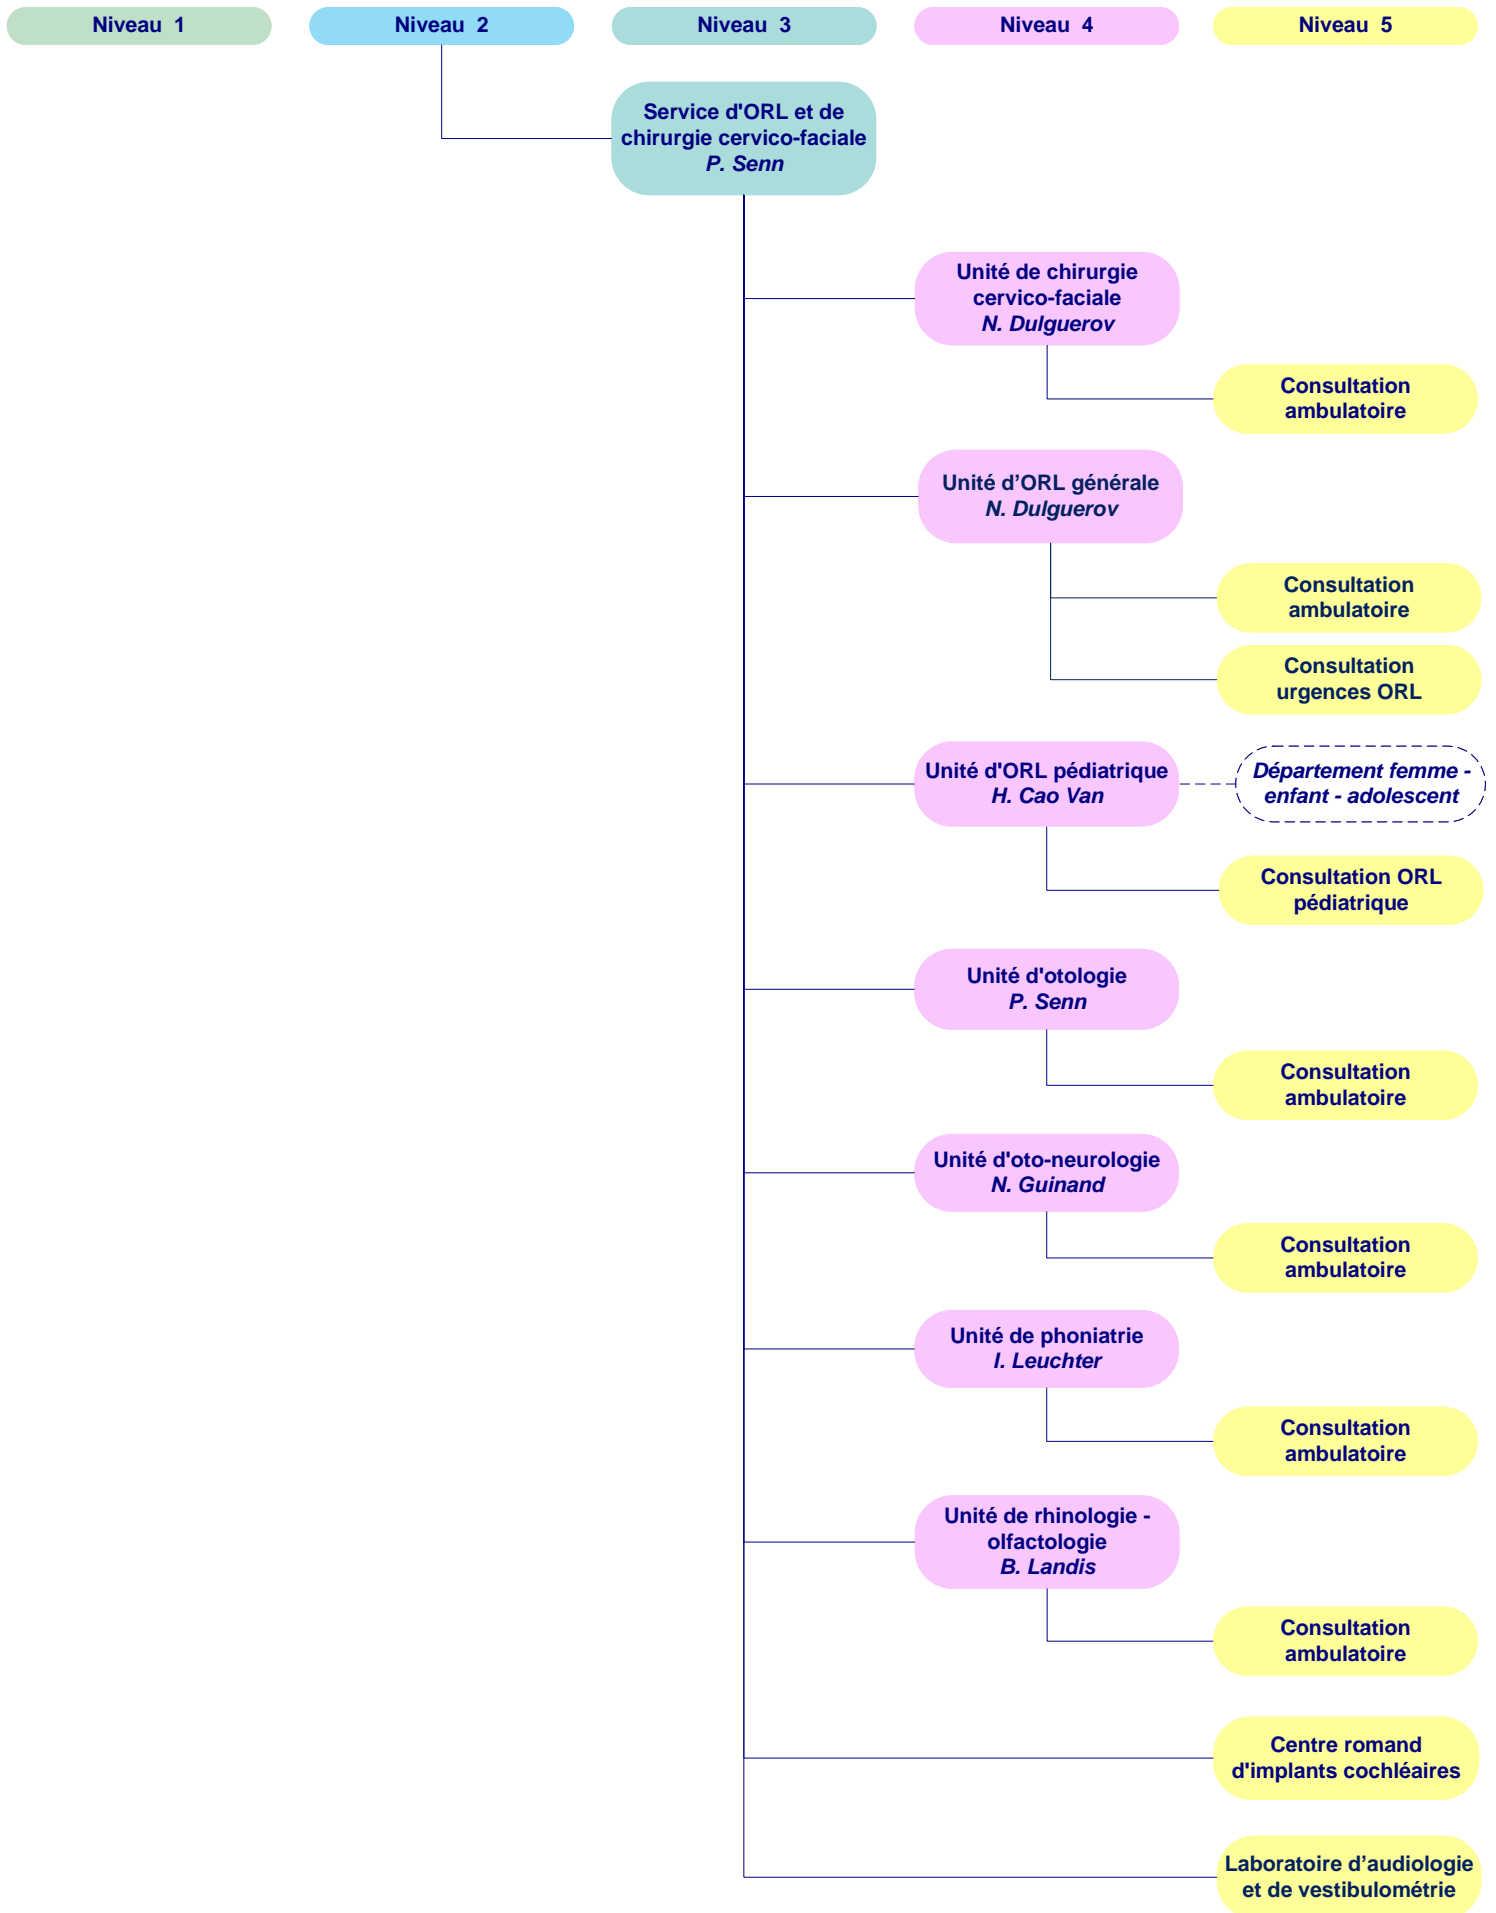 Niveau 1
Niveau 2
Niveau 3
Niveau 4
Niveau 5
Service d'ORL et de
chirurgie cervico-faciale
P. Senn
Unité de chirurgie
cervico-faciale
N. Dulguerov
Consultation
ambulatoire
Unité d’ORL générale
N. Dulguerov
Consultation
ambulatoire
Consultation
urgences ORL
Unité d'ORL pédiatrique
H. Cao Van
Département femme -
enfant - adolescent
Consultation ORL
pédiatrique
Unité d'otologie
P. Senn
Consultation
ambulatoire
Unité d'oto-neurologie
N. Guinand
Consultation
ambulatoire
Unité de phoniatrie
I. Leuchter
Consultation
ambulatoire
Unité de rhinologie -
olfactologie
B. Landis
Consultation
ambulatoire
Centre romand
d'implants cochléaires
Laboratoire d’audiologie
et de vestibulométrie